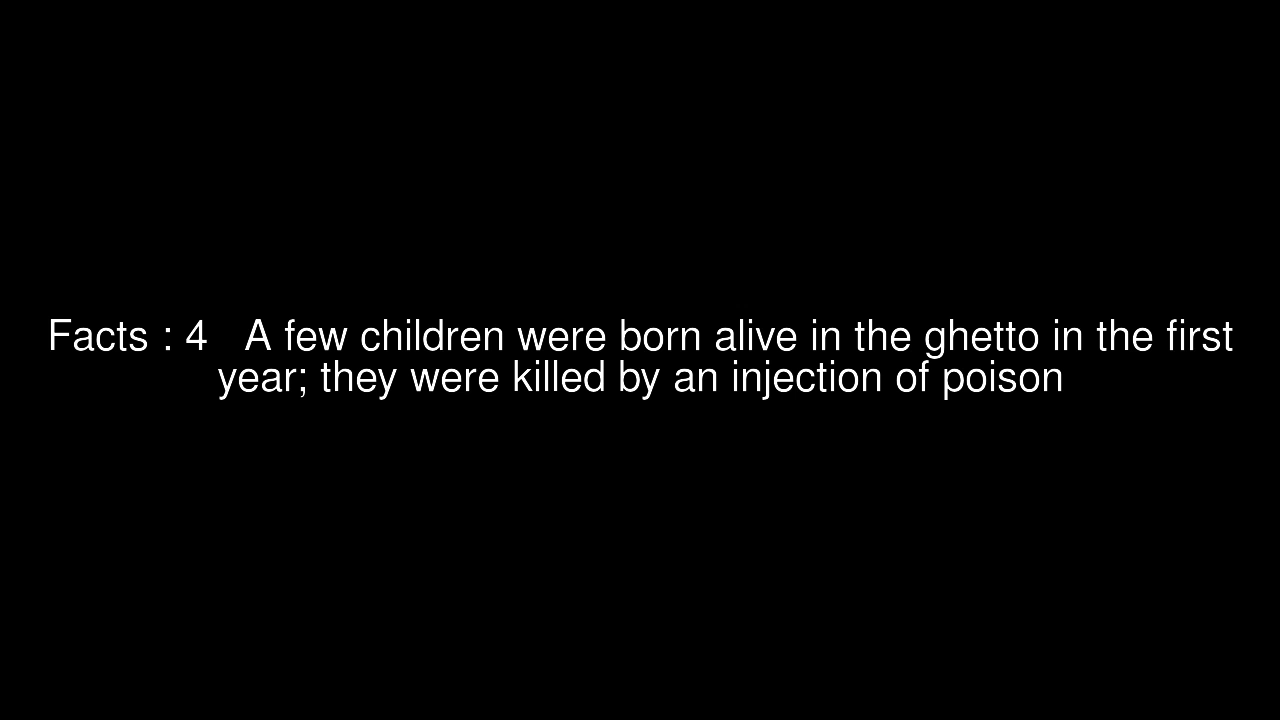 Facts : 4   A few children were born alive in the ghetto in the first
year; they were killed by an injection of poison